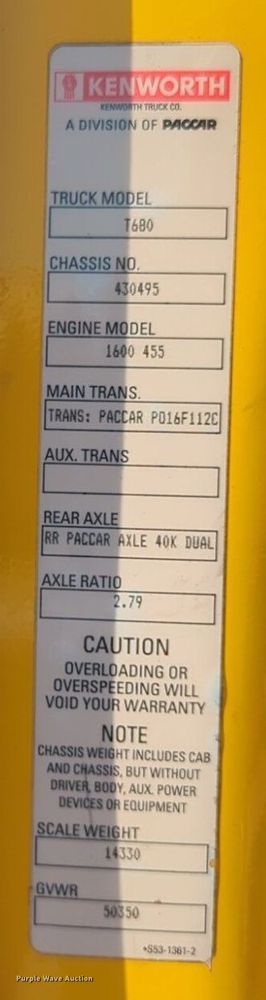 KENWORTH
KENWORTH TRUCK CO.
A DIVISION OF PACCAR
TRUCK MODEL
T680
CHASSIS NO.
430495
ENGINE MODEL
1600 455
MAIN TRANS.
TRANS: PACCAR PO16F112C
AUX. TRANS
REAR AXLE
RR PACCAR AXLE 40K DUAL
AXLE RATIO
2.79
CAUTION
OVERLOADING OR
OVERSPEEDING WILL
VOID YOUR WARRANTY
NOTE
CHASSIS WEIGHT INCLUDES CAB
AND CHASSIS, BUT WITHOUT
DRIVER, BODY, AUX. POWER
DEVICES OR EQUIPMENT
SCALE WEIGHT
14330
GVWR
50350
+S53-1361-2
Purple Wave Auction